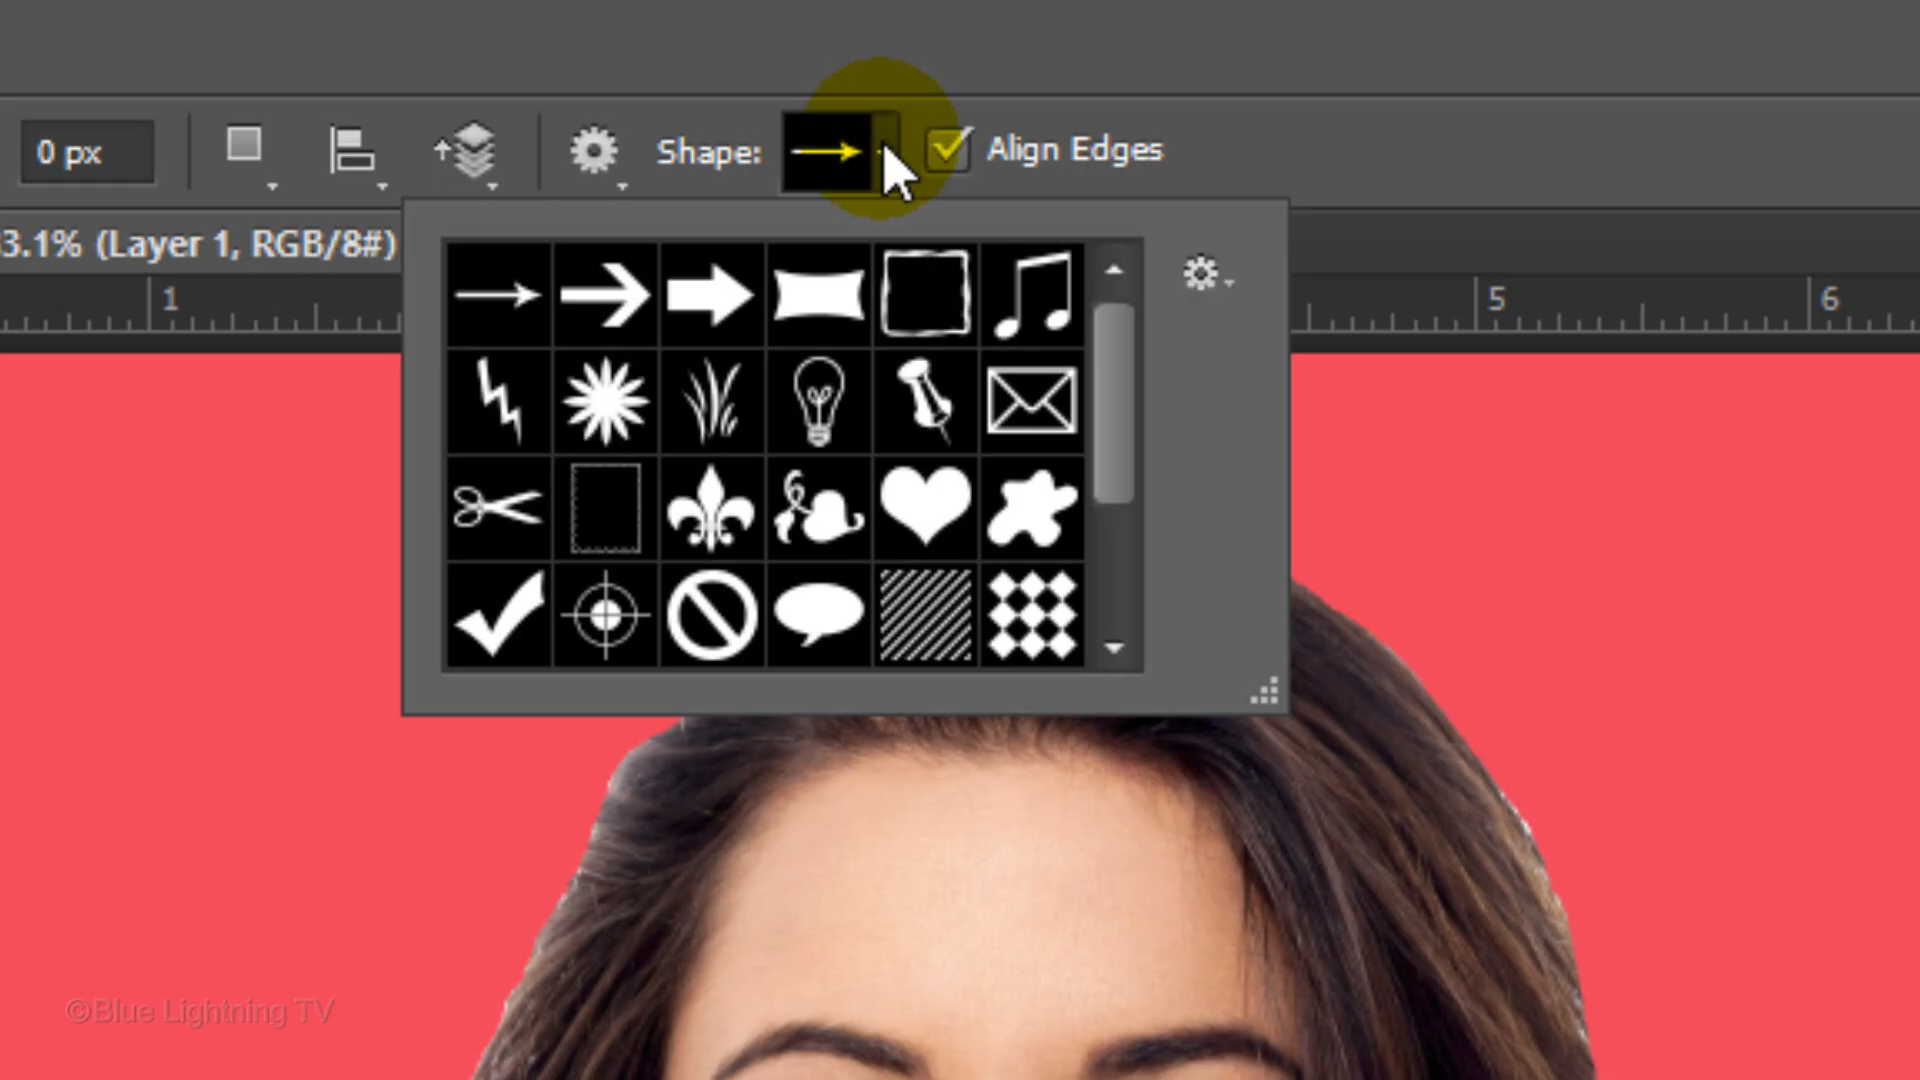 0 px
Shape:
Align Edges
3.1% (Layer 1, RGB/8#)
1
5
6
©Blue Lightning TV